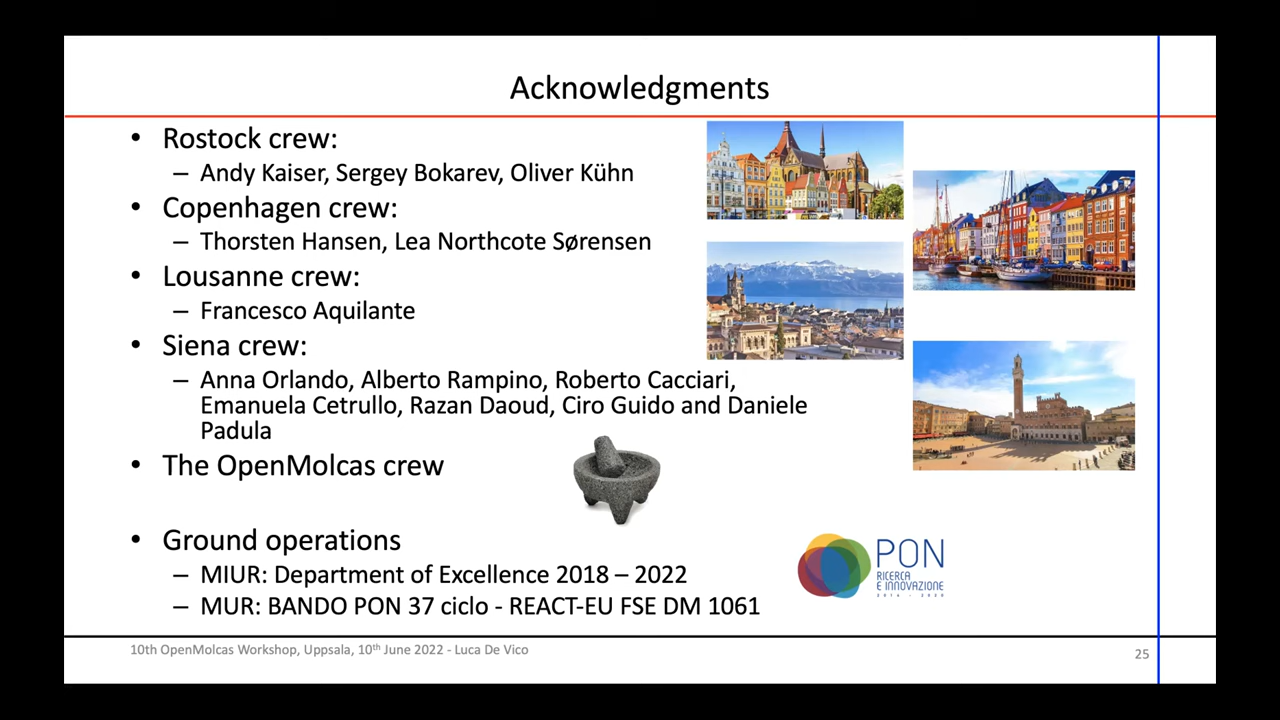 Acknowledgments
• Rostock crew:
– Andy Kaiser, Sergey Bokarev, Oliver Kühn
• Copenhagen crew:
– Thorsten Hansen, Lea Northcote Sørensen
• Lousanne crew:
– Francesco Aquilante
• Siena crew:
– Anna Orlando, Alberto Rampino, Roberto Cacciari,
Emanuela Cetrullo, Razan Daoud, Ciro Guido and Daniele
Padula
• The OpenMolcas crew
• Ground operations
– MIUR: Department of Excellence 2018 – 2022
– MUR: BANDO PON 37 ciclo - REACT-EU FSE DM 1061
PON
RICERCA
E INNOVAZIONE
2014 - 2020
10th OpenMolcas Workshop, Uppsala, 10th June 2022 - Luca De Vico
25